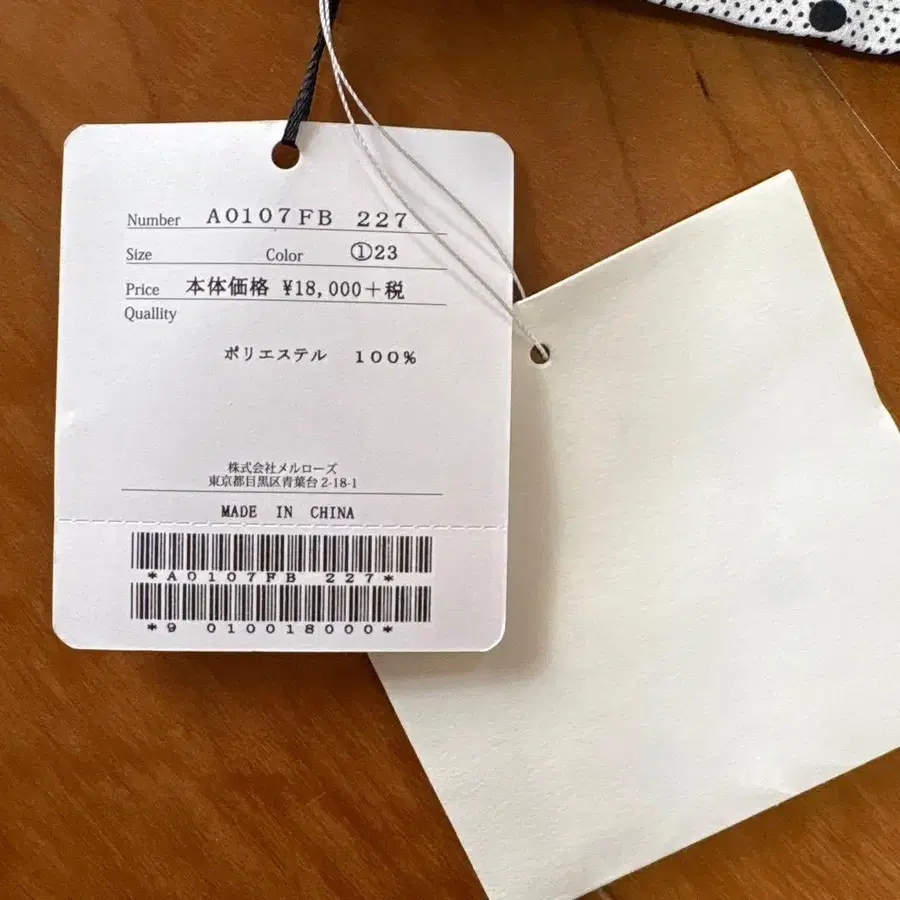 Number A0107FB 227
Size Color ①23
Price 本体価格 ¥18,000+税
Quallity
ポリエステル 100%
株式会社メルローズ
東京都目黒区青葉台2-18-1
MADE IN CHINA
*A0107FB 227*
*9 010018000*